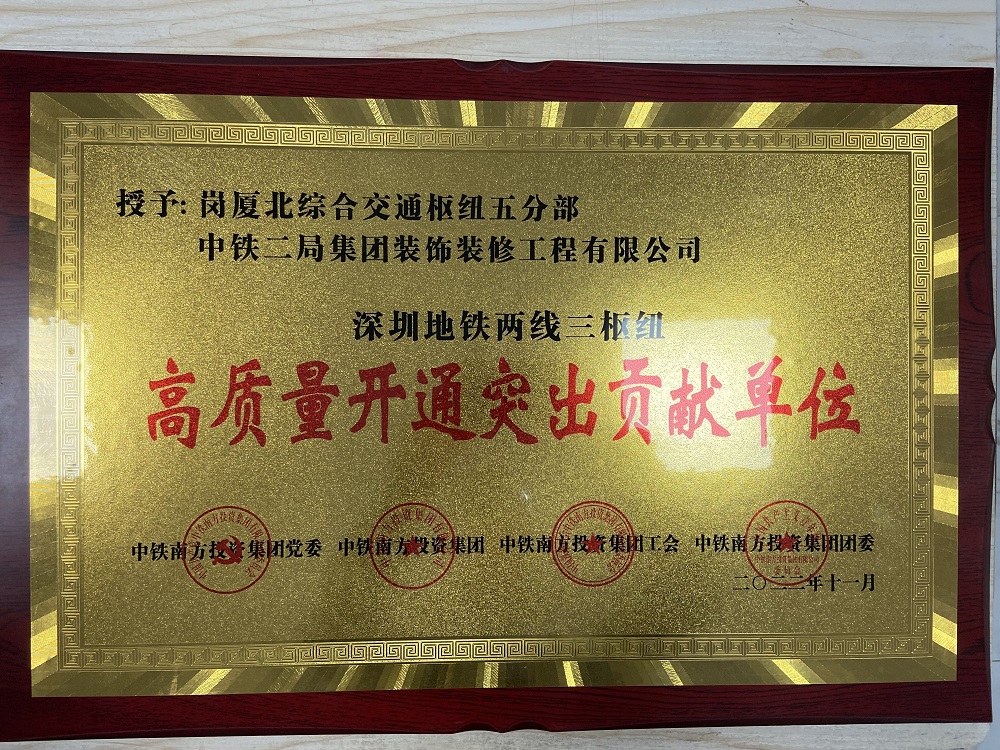 授予: 岗厦北综合交通枢纽五分部
中铁二局集团装饰装修工程有限公司
深圳地铁两线三枢纽
高质量开通突出贡献单位
中铁南方投资集团党委 中铁南方投资集团 中铁南方投资集团工会 中铁南方投资集团团委
二〇二二年十一月